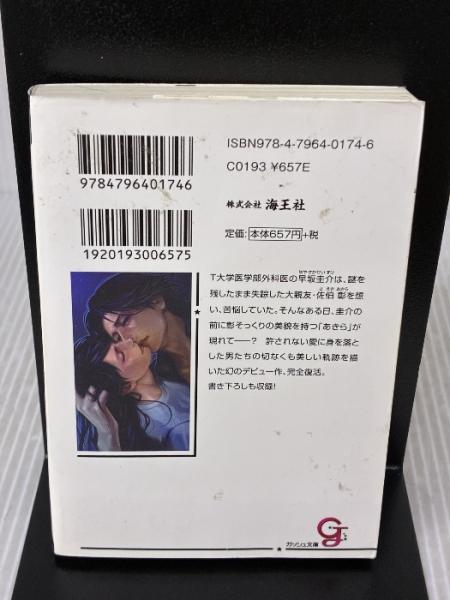 ISBN978-4-7964-0174-6
C0193 ¥657E
9784796401746
株式会社 海王社
定価:本体657円+税
1920193006575
T大学医学部外科医の早坂圭介は、謎を
残したまま失踪した大親友・佐伯 彰を想
い、苦悩していた。そんなある日、圭介の
前に彰そっくりの美貌を持つ「あきら」が
現れて――? 許されない愛に身を落と
した男たちの切なくも美しい軌跡を描
いた幻のデビュー作、完全復活。
書き下ろしも収録!
ガッシュ文庫